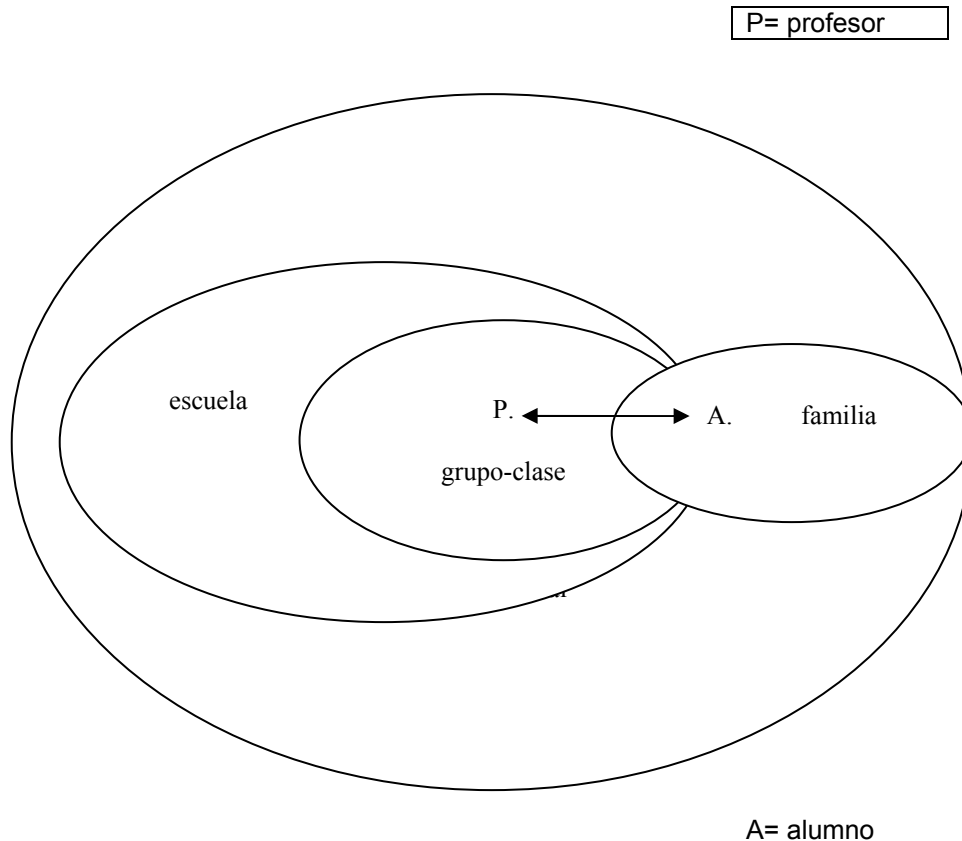 P= profesor
escuela
P.
A.
familia
grupo-clase
A= alumno